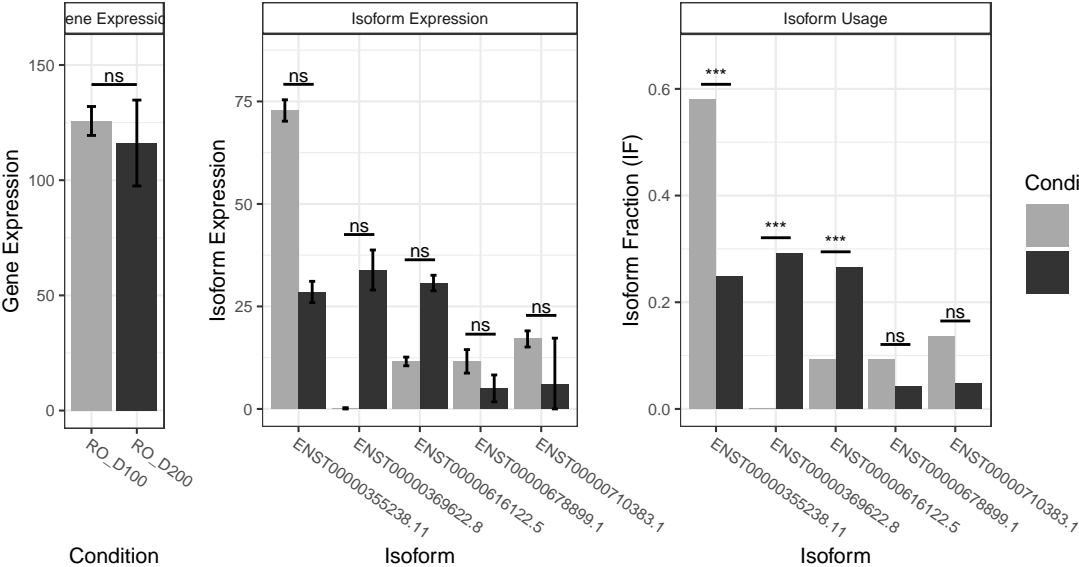 ene Expressio
Isoform Expression
Isoform Usage
Gene Expression
150
100
50
0
ns
RO_D100
RO_D200
Condition
Isoform Expression
75
50
25
0
ns
ns
ns
ns
ns
ENST00000355238.11
ENST00000369622.8
ENST00000616122.5
ENST00000678899.1
ENST00000710383.1
Isoform
Isoform Fraction (IF)
0.6
0.4
0.2
0.0
***
***
***
ns
ns
ENST00000355238.11
ENST00000369622.8
ENST00000616122.5
ENST00000678899.1
ENST00000710383.1
Isoform
Condi